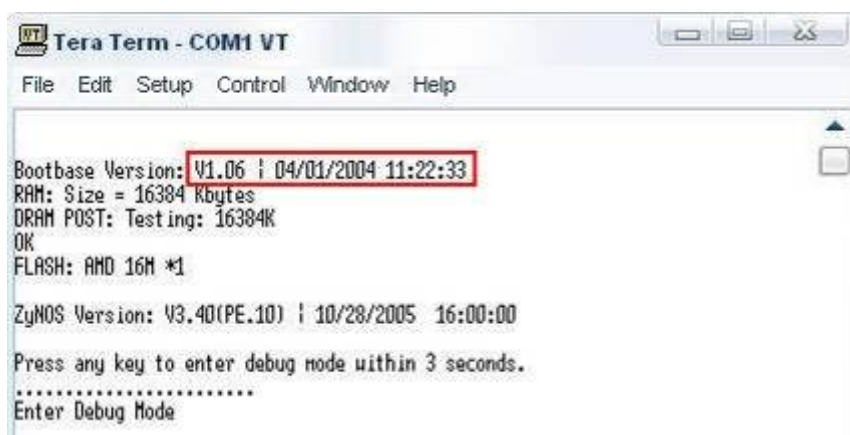 Tera Term - COM1 VT
File Edit Setup Control Window Help
Bootbase Version: V1.06 ¦ 04/01/2004 11:22:33
RAM: Size = 16384 Kbytes
DRAM POST: Testing: 16384K
OK
FLASH: AMD 16M *1
ZyNOS Version: V3.40(PE.10) ¦ 10/28/2005 16:00:00
Press any key to enter debug mode within 3 seconds.
........................
Enter Debug Mode